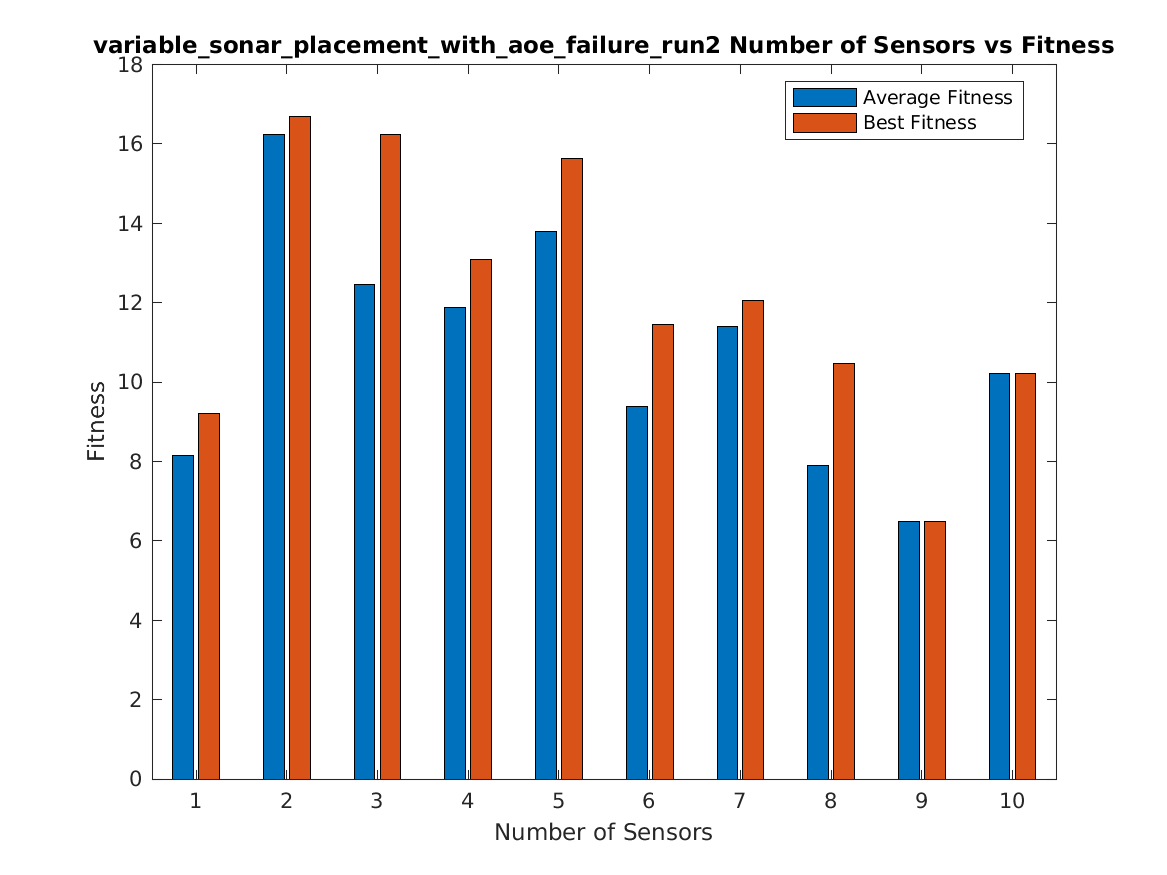 variable_sonar_placement_with_aoe_failure_run2 Number of Sensors vs Fitness
Average Fitness
Best Fitness
18
16
14
12
10
8
6
4
2
0
Fitness
1 2 3 4 5 6 7 8 9 10
Number of Sensors